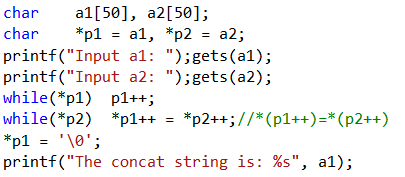 char    a1[50], a2[50];
char    *p1 = a1, *p2 = a2;
printf("Input a1: ");gets(a1);
printf("Input a2: ");gets(a2);
while(*p1)  p1++;
while(*p2)  *p1++ = *p2++;//*(p1++)=*(p2++)
*p1 = '\0';
printf("The concat string is: %s", a1);